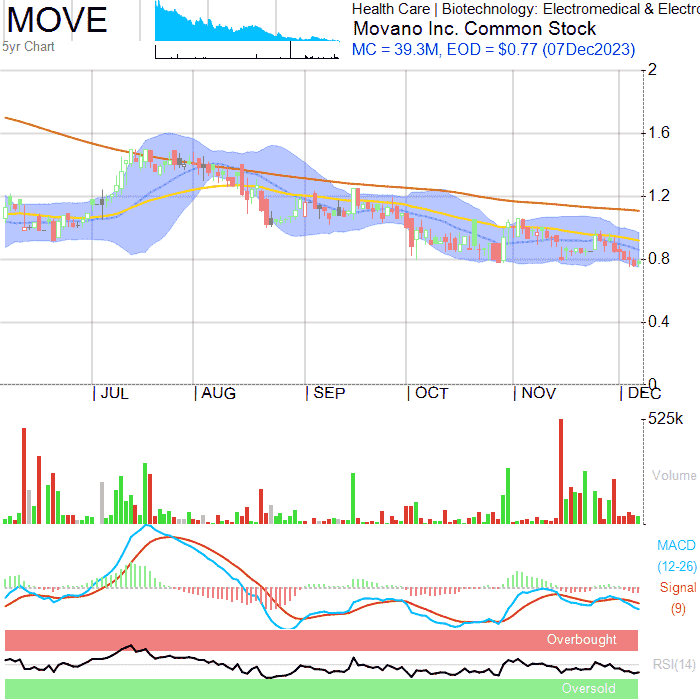 MOVE
5yr Chart
Health Care | Biotechnology: Electromedical & Electro
Movano Inc. Common Stock
MC = 39.3M, EOD = $0.77 (07Dec2023)
2
1.6
1.2
0.8
0.4
0
JUL AUG SEP OCT NOV DEC
525k
Volume
MACD
(12-26)
Signal
(9)
Overbought
RSI(14)
Oversold